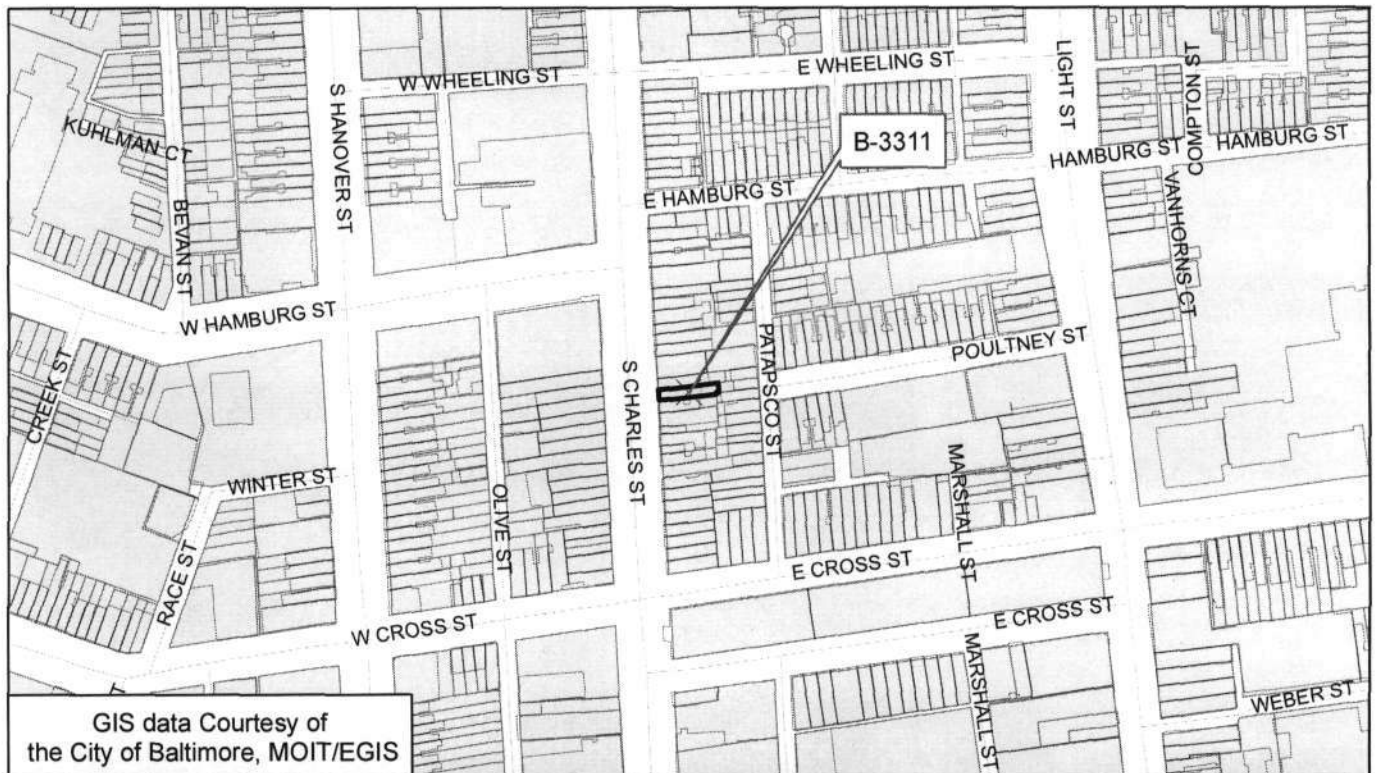 W WHEELING ST
E WHEELING ST
LIGHT ST
COMPTON ST
S HANOVER ST
KUHLMAN CT
B-3311
HAMBURG ST
HAMBURG ST
BEVAN ST
E HAMBURG ST
VANHORNS CT
W HAMBURG ST
PATAPSCO ST
POULTNEY ST
CREEK ST
S CHARLES ST
WINTER ST
OLIVE ST
MARSHALL ST
RACE ST
E CROSS ST
W CROSS ST
E CROSS ST
MARSHALL ST
WEBER ST
GIS data Courtesy of
the City of Baltimore, MOIT/EGIS